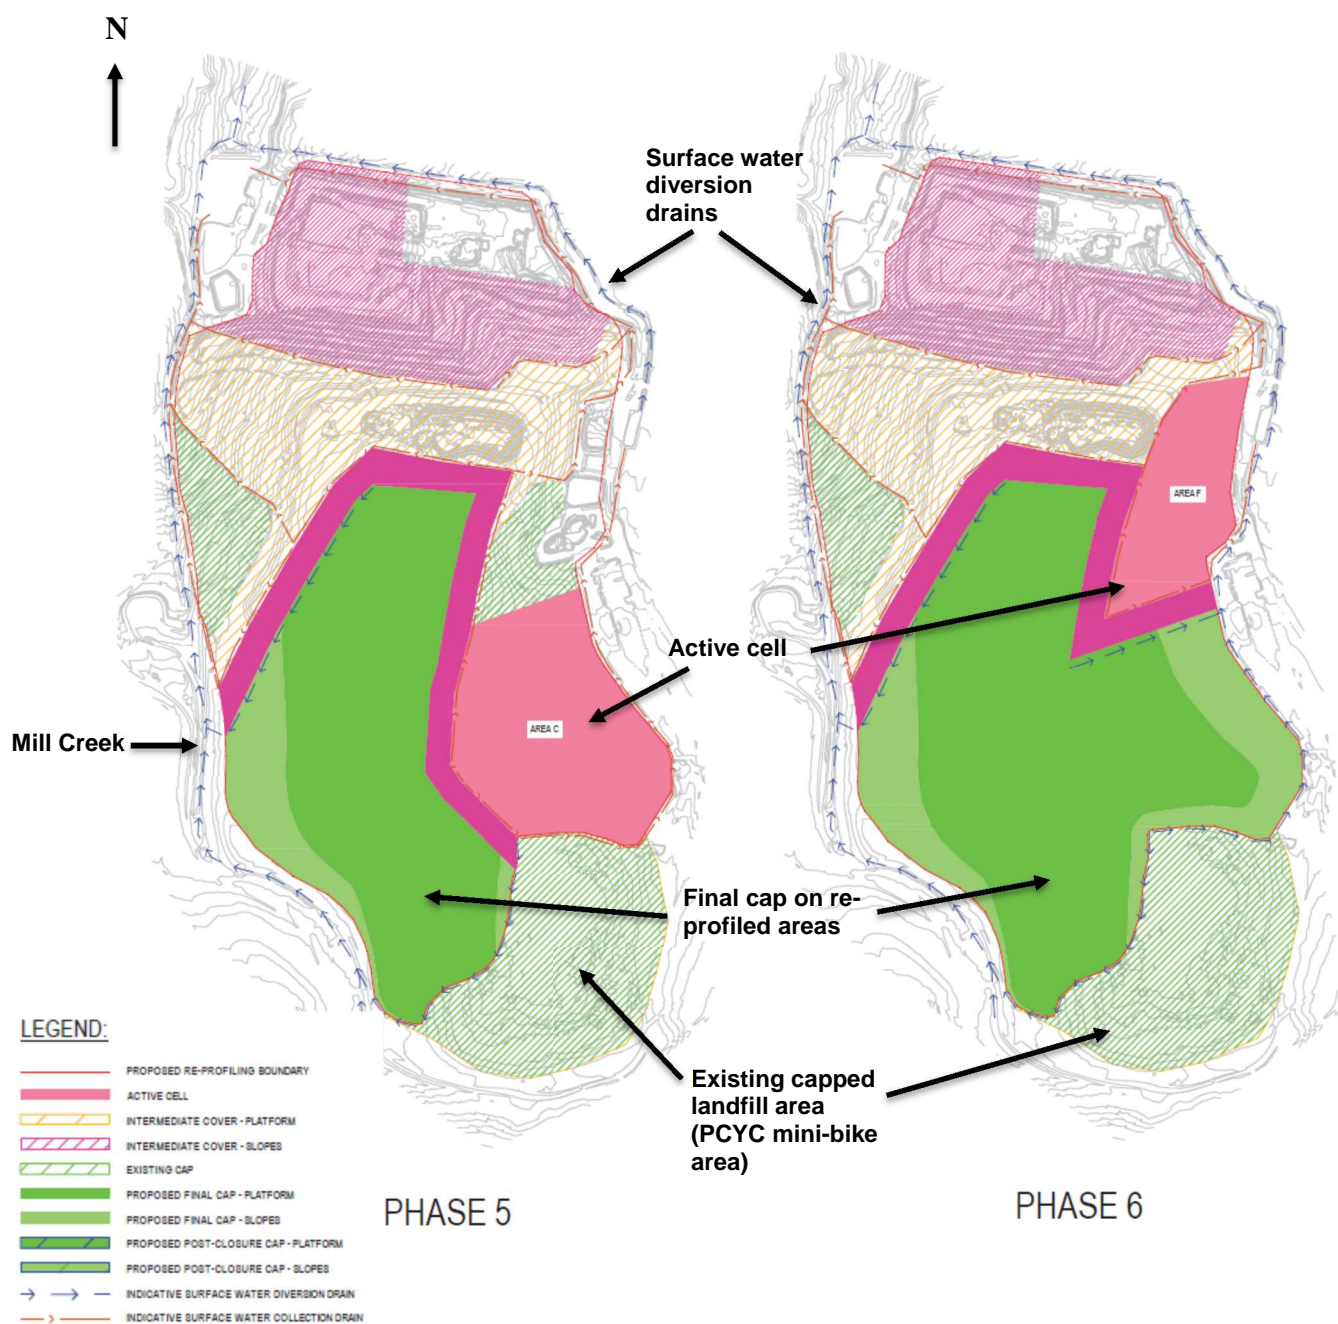 N
Surface water
diversion
drains
AREA F
Active cell
AREA C
Mill Creek
Final cap on re-
profiled areas
Existing capped
landfill area
(PCYC mini-bike
area)
LEGEND:
PROPOSED RE-PROFILING BOUNDARY
ACTIVE CELL
INTERMEDIATE COVER - PLATFORM
INTERMEDIATE COVER - SLOPES
EXISTING CAP
PROPOSED FINAL CAP - PLATFORM
PROPOSED FINAL CAP - SLOPES
PROPOSED POST-CLOSURE CAP - PLATFORM
PROPOSED POST-CLOSURE CAP - SLOPES
INDICATIVE SURFACE WATER DIVERSION DRAIN
INDICATIVE SURFACE WATER COLLECTION DRAIN
PHASE 5
PHASE 6